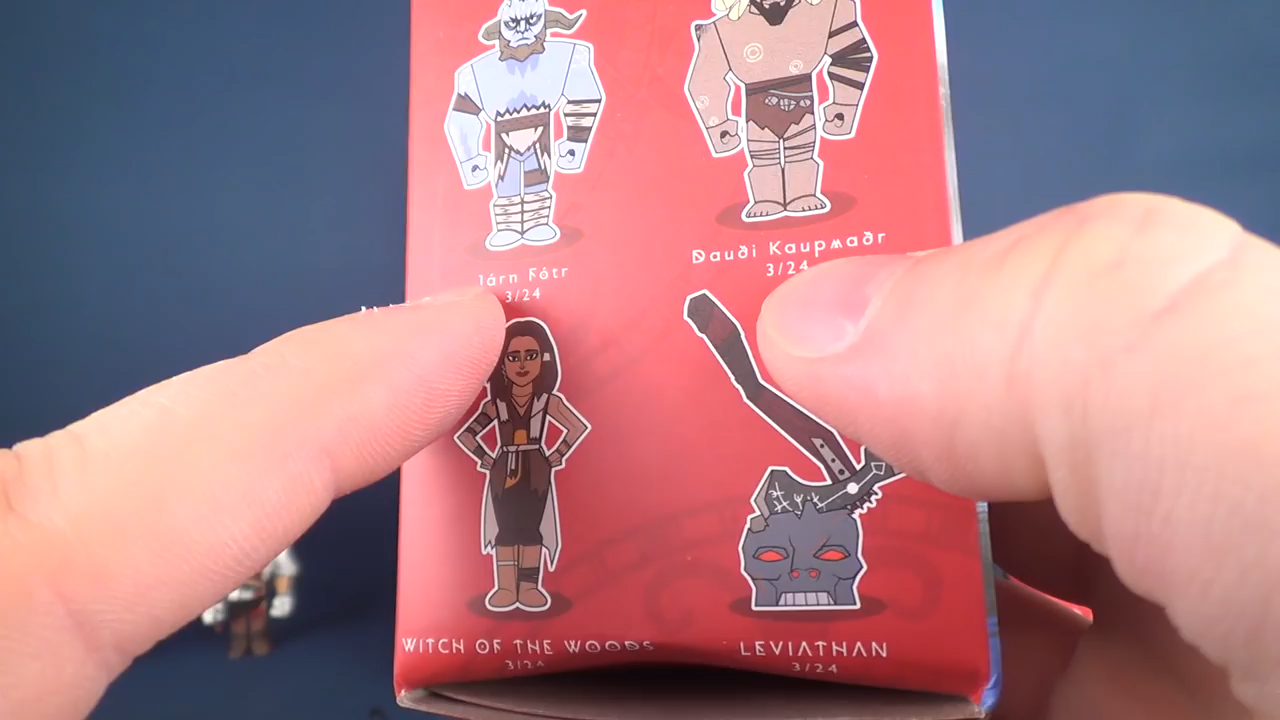 Járn Fótr
3/24
Dauði Kaupmaðr
3/24
WITCH OF THE WOODS
3/24
LEVIATHAN
3/24